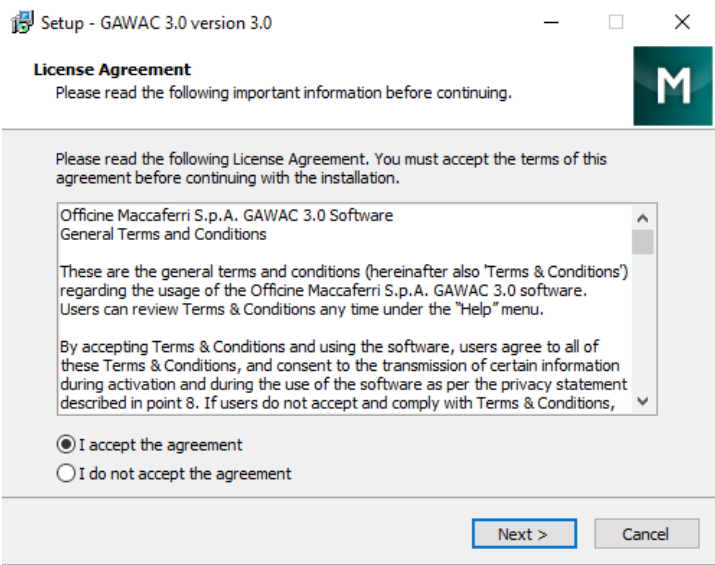 Setup - GAWAC 3.0 version 3.0
License Agreement
Please read the following important information before continuing.
M
Please read the following License Agreement. You must accept the terms of this
agreement before continuing with the installation.
Officine Maccaferri S.p.A. GAWAC 3.0 Software
General Terms and Conditions
These are the general terms and conditions (hereinafter also 'Terms & Conditions')
regarding the usage of the Officine Maccaferri S.p.A. GAWAC 3.0 software.
Users can review Terms & Conditions any time under the "Help" menu.
By accepting Terms & Conditions and using the software, users agree to all of
these Terms & Conditions, and consent to the transmission of certain information
during activation and during the use of the software as per the privacy statement
described in point 8. If users do not accept and comply with Terms & Conditions,
I accept the agreement
I do not accept the agreement
Next >
Cancel